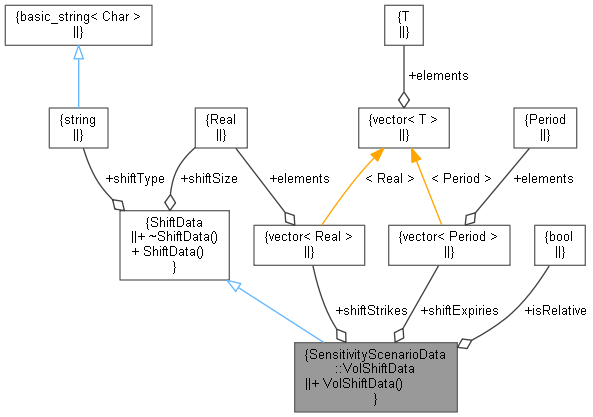 {basic_string< Char >
||}
{T
||}
+elements
{string
||}
{Real
||}
{vector< T >
||}
{Period
||}
+shiftType
+shiftSize
+elements
< Real >
< Period >
+elements
{ShiftData
||+ ~ShiftData()
+ ShiftData()
}
{vector< Real >
||}
{vector< Period >
||}
{bool
||}
+shiftStrikes
+shiftExpiries
+isRelative
{SensitivityScenarioData
::VolShiftData
||+ VolShiftData()
}